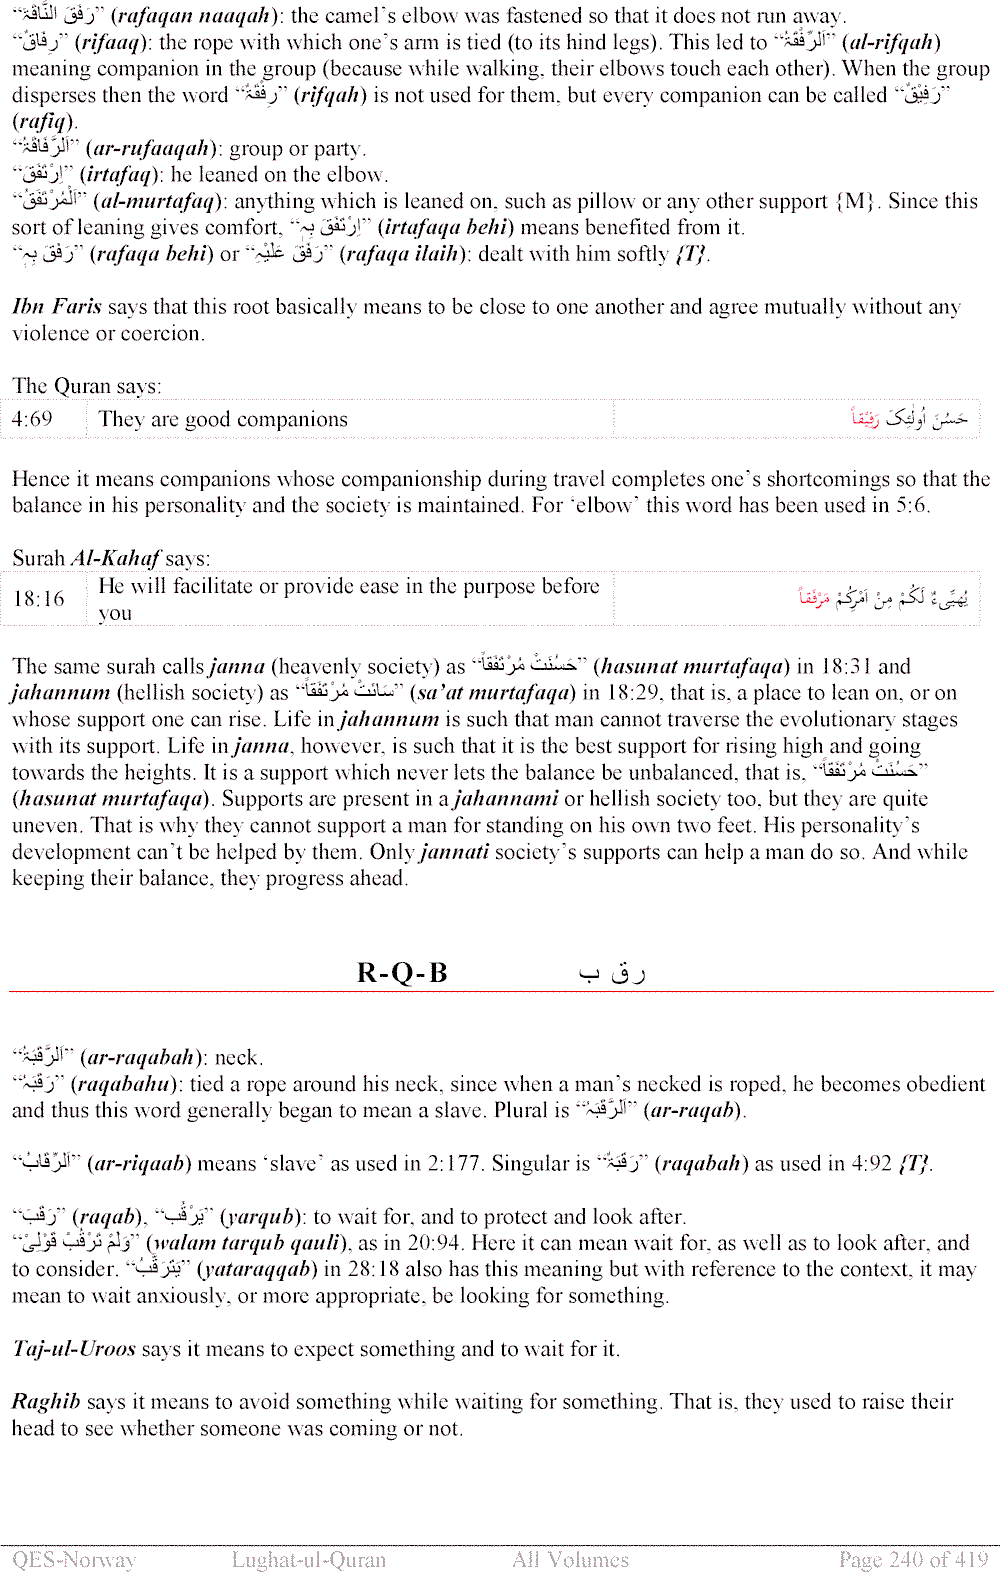 “رَفَقَ النَّاقَۃَ” (rafaqan naaqah): the camel’s elbow was fastened so that it does not run away.
“رِفَاقٌ” (rifaaq): the rope with which one’s arm is tied (to its hind legs). This led to “اَلرِّفْقَۃُ” (al-rifqah)
meaning companion in the group (because while walking, their elbows touch each other). When the group
disperses then the word “رِفْقَۃٌ” (rifqah) is not used for them, but every companion can be called “رَفِیْقٌ”
(rafiq).
“اَلرَّفَاقَۃُ” (ar-rufaaqah): group or party.
“اِرْتَفَقَ” (irtafaq): he leaned on the elbow.
“اَلْمُرْتَفَقُ” (al-murtafaq): anything which is leaned on, such as pillow or any other support {M}. Since this
sort of leaning gives comfort, “اِرْتَفَقَ بِہٖ” (irtafaqa behi) means benefited from it.
“رَفَقَ بِہٖ” (rafaqa behi) or “رَفَقَ عَلَیْہِ” (rafaqa ilaih): dealt with him softly {T}.
Ibn Faris says that this root basically means to be close to one another and agree mutually without any
violence or coercion.
The Quran says:
4:69 They are good companions حَسُنَ اُولٰٓئِکَ رَفِیْقاً
Hence it means companions whose companionship during travel completes one’s shortcomings so that the
balance in his personality and the society is maintained. For ‘elbow’ this word has been used in 5:6.
Surah Al-Kahaf says:
18:16 He will facilitate or provide ease in the purpose before
you یُھَیِّیءْ لَکُمْ مِنْ اَمْرِکُمْ مَرْفَقاً
The same surah calls janna (heavenly society) as “حَسُنَتْ مُرْتَفَقاً” (hasunat murtafaqa) in 18:31 and
jahannum (hellish society) as “سَائَتْ مُرْتَفَقاً” (sa’at murtafaqa) in 18:29, that is, a place to lean on, or on
whose support one can rise. Life in jahannum is such that man cannot traverse the evolutionary stages
with its support. Life in janna, however, is such that it is the best support for rising high and going
towards the heights. It is a support which never lets the balance be unbalanced, that is, “حَسُنَتْ مُرْتَفَقاً”
(hasunat murtafaqa). Supports are present in a jahannami or hellish society too, but they are quite
uneven. That is why they cannot support a man for standing on his own two feet. His personality’s
development can’t be helped by them. Only jannati society’s supports can help a man do so. And while
keeping their balance, they progress ahead.
R-Q-B ر ق ب
“اَلرَّقَبَۃُ” (ar-raqabah): neck.
“رَقَبَہٗ” (raqabahu): tied a rope around his neck, since when a man’s necked is roped, he becomes obedient
and thus this word generally began to mean a slave. Plural is “اَلرَّقَبَۃُ” (ar-raqab).
“اَلرِّقَابُ” (ar-riqaab) means ‘slave’ as used in 2:177. Singular is “رَقَبَۃٌ” (raqabah) as used in 4:92 {T}.
“رَقَبَ” (raqab), “یَرْقُبُ” (yarqub): to wait for, and to protect and look after.
“وَلَمْ تَرْقُبْ قَوْلِیْ” (walam tarqub qauli), as in 20:94. Here it can mean wait for, as well as to look after, and
to consider. “یَتَرَقَّبُ” (yataraqqab) in 28:18 also has this meaning but with reference to the context, it may
mean to wait anxiously, or more appropriate, be looking for something.
Taj-ul-Uroos says it means to expect something and to wait for it.
Raghib says it means to avoid something while waiting for something. That is, they used to raise their
head to see whether someone was coming or not.
QES-Norway Lughat-ul-Quran All Volumes Page 240 of 419